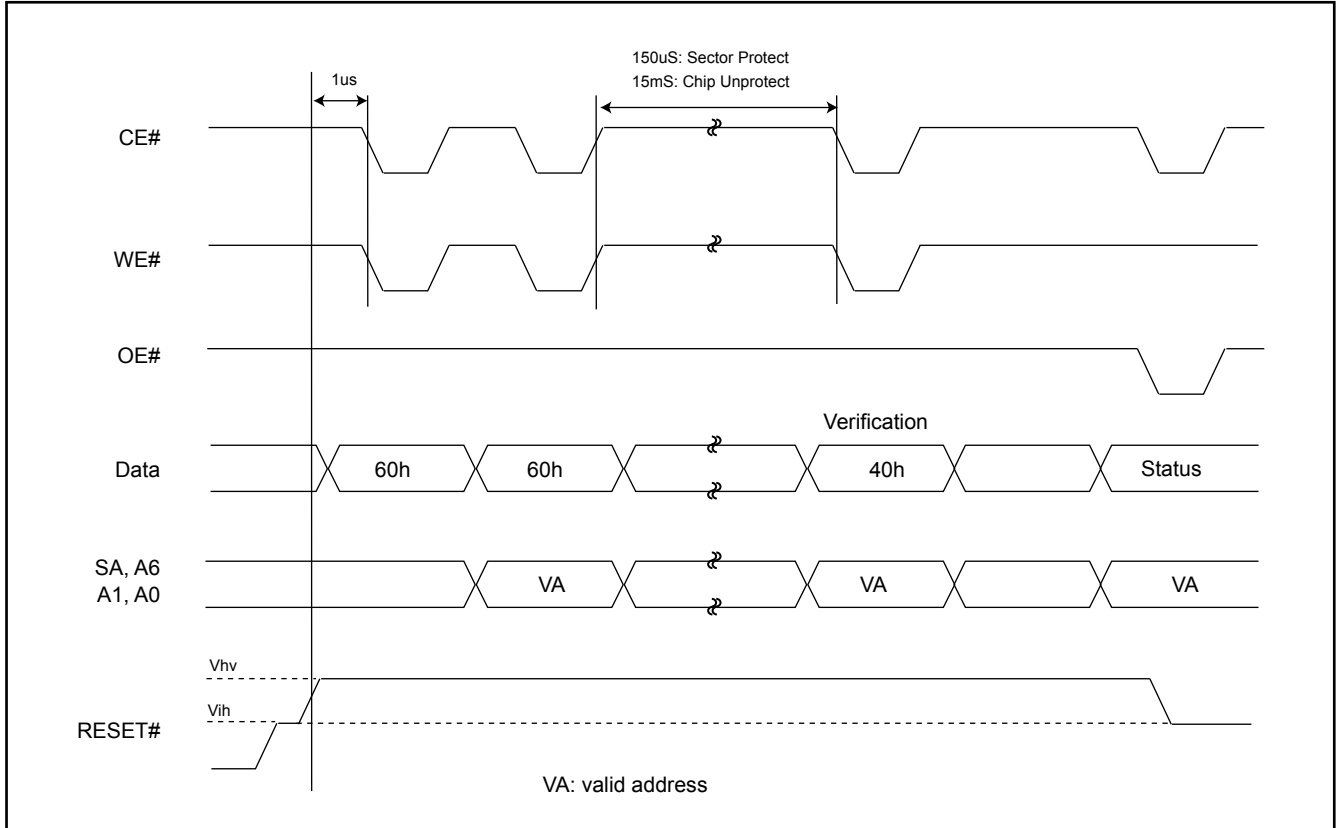 150uS: Sector Protect
15mS: Chip Unprotect
1us
CE#
WE#
OE#
Verification
Data
60h
60h
40h
Status
SA, A6
A1, A0
VA
VA
VA
Vhv
Vih
RESET#
VA: valid address